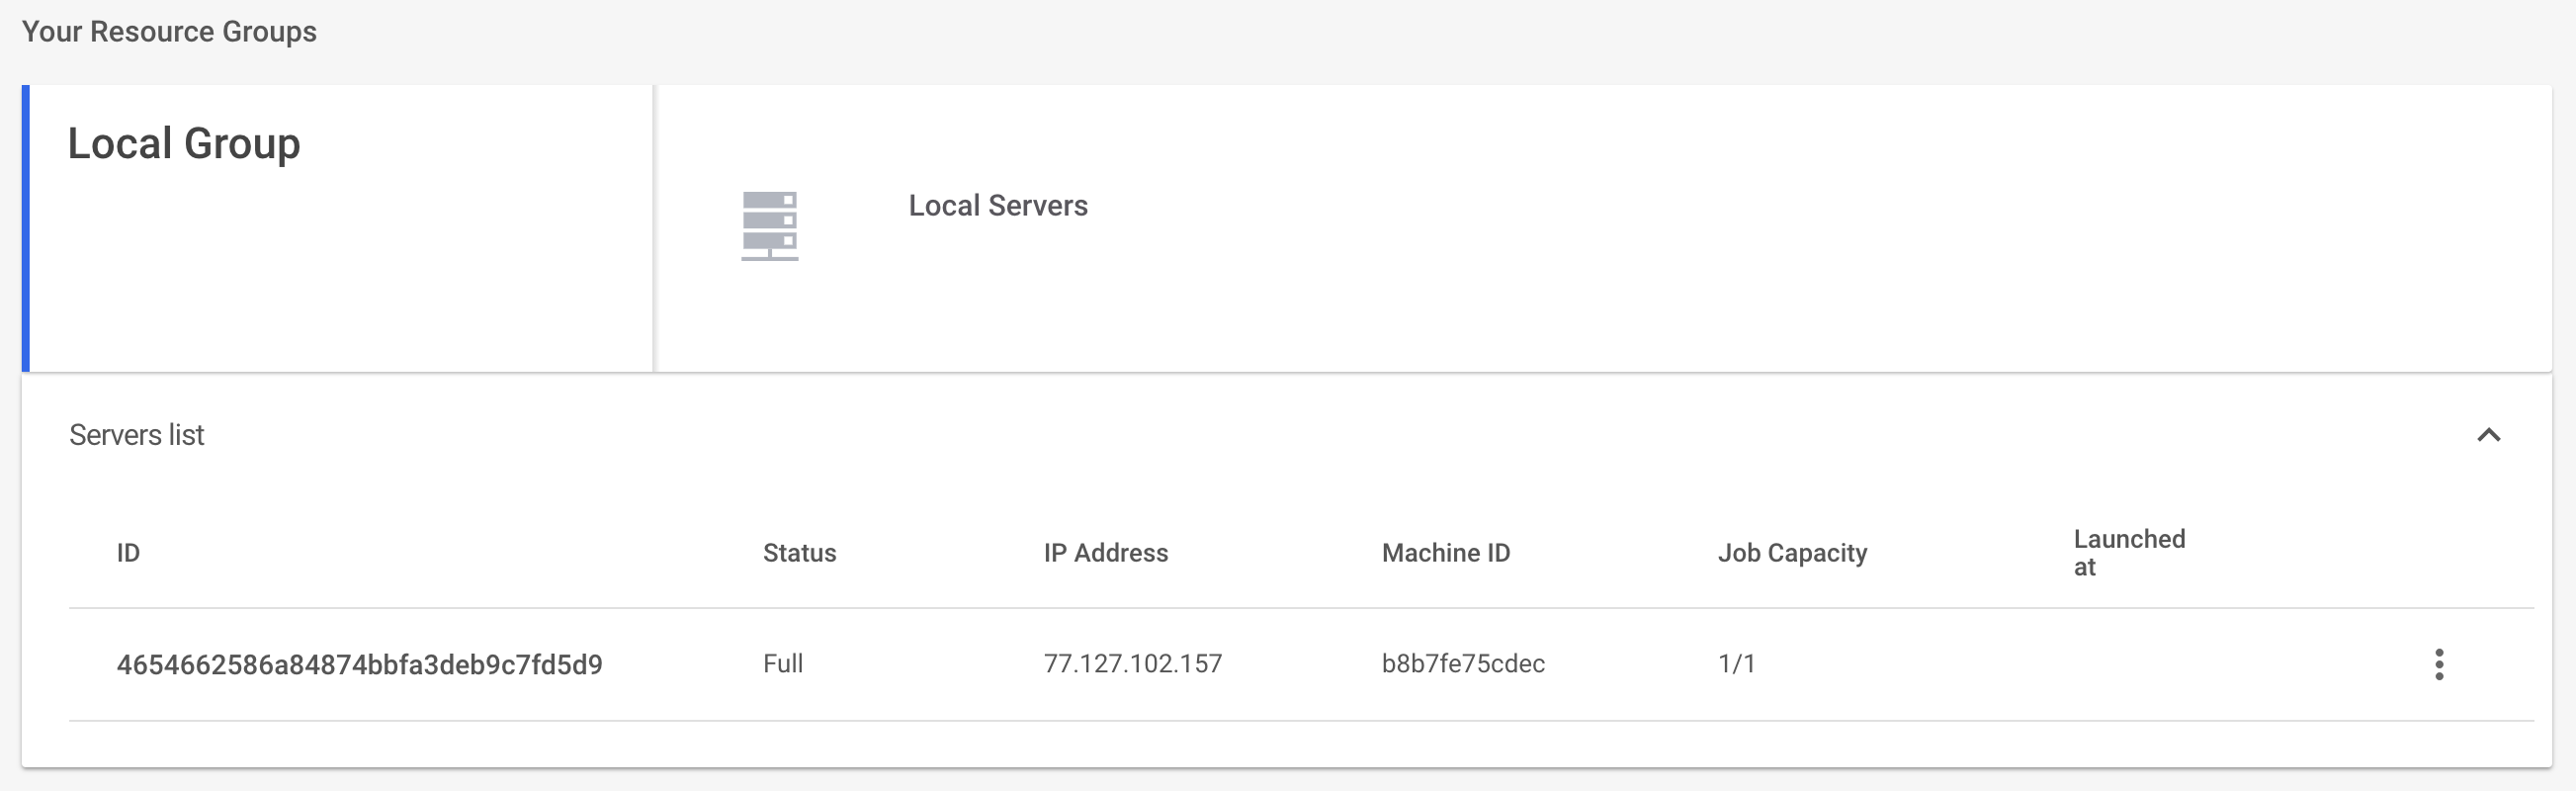 Your Resource Groups
Local Group
Local Servers
Servers list
ID Status IP Address Machine ID Job Capacity Launched
at
4654662586a84874bbfa3deb9c7fd5d9 Full 77.127.102.157 b8b7fe75cdec 1/1